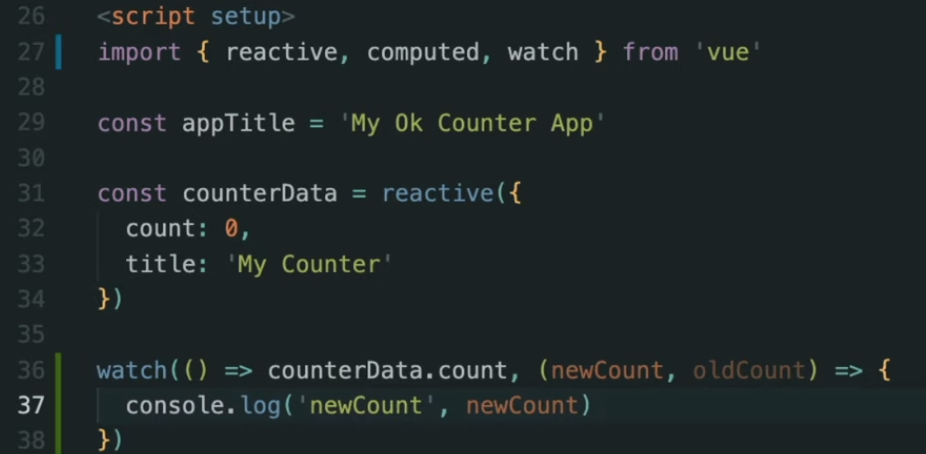 26 <script setup>
27 import { reactive, computed, watch } from 'vue'
28
29 const appTitle = 'My Ok Counter App'
30
31 const counterData = reactive({
32 count: 0,
33 title: 'My Counter'
34 })
35
36 watch(() => counterData.count, (newCount, oldCount) => {
37 console.log('newCount', newCount)
38 })